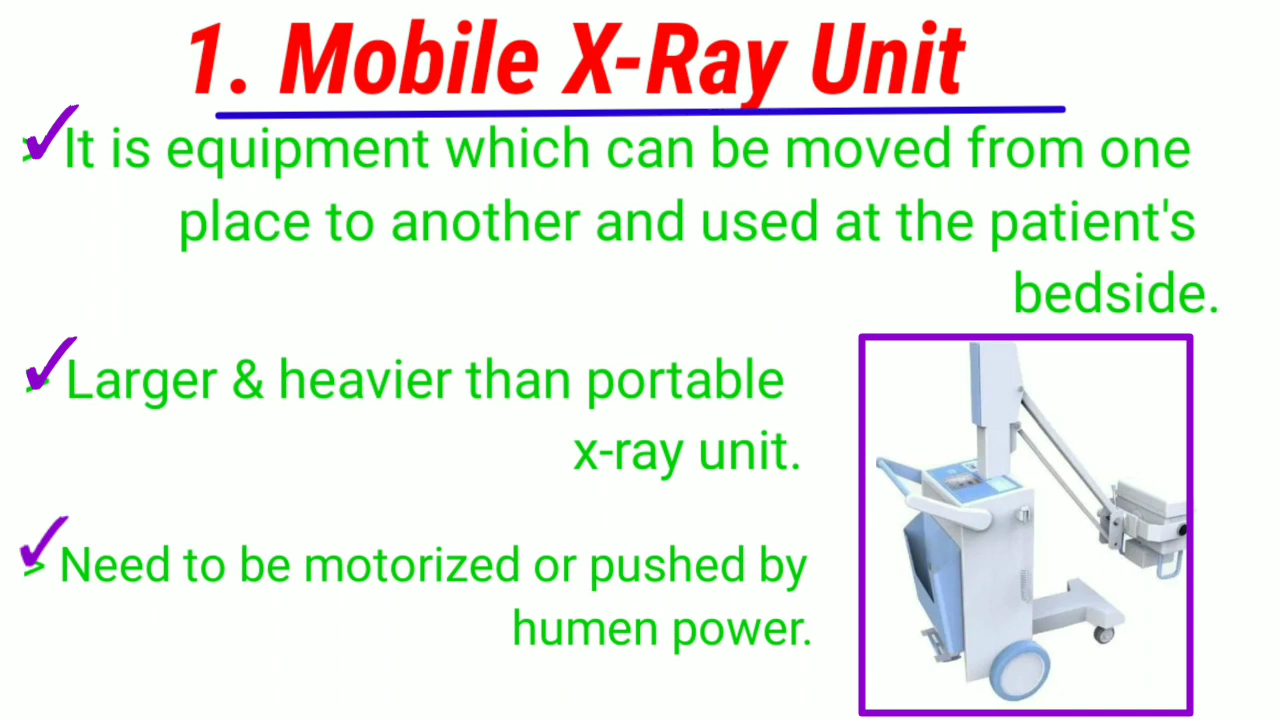 1. Mobile X-Ray Unit
> It is equipment which can be moved from one
place to another and used at the patient's
bedside.
> Larger & heavier than portable
x-ray unit.
> Need to be motorized or pushed by
humen power.